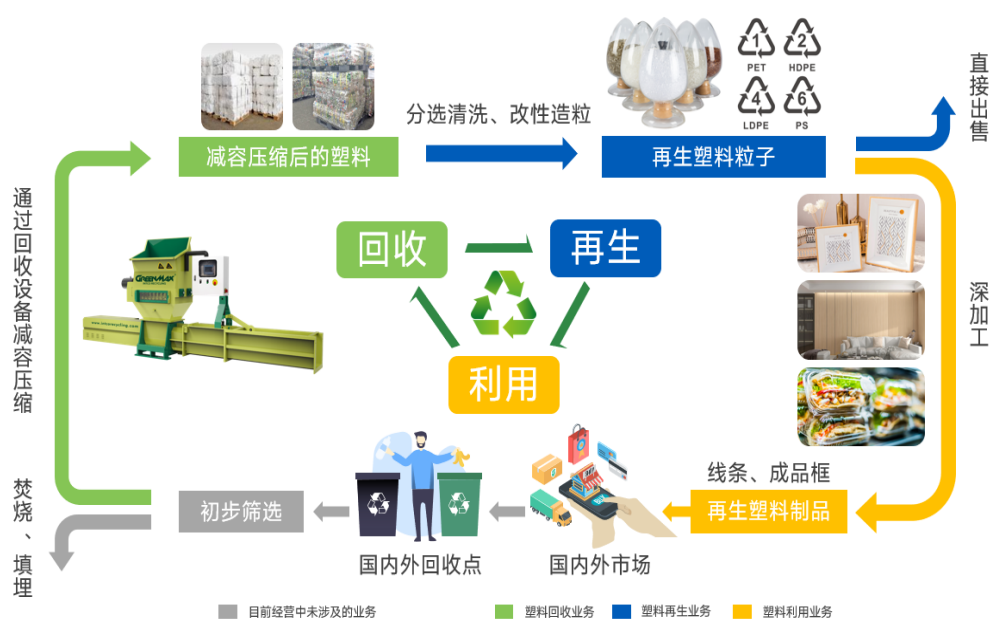 1
PET
2
HDPE
4
LDPE
6
PS
分选清洗、改性造粒
减容压缩后的塑料
再生塑料粒子
直接出售
通过回收设备减容压缩
GREENMAX
回收
再生
利用
深加工
线条、成品框
再生塑料制品
初步筛选
国内外回收点
国内外市场
焚烧、填埋
目前经营中未涉及的业务
塑料回收业务
塑料再生业务
塑料利用业务